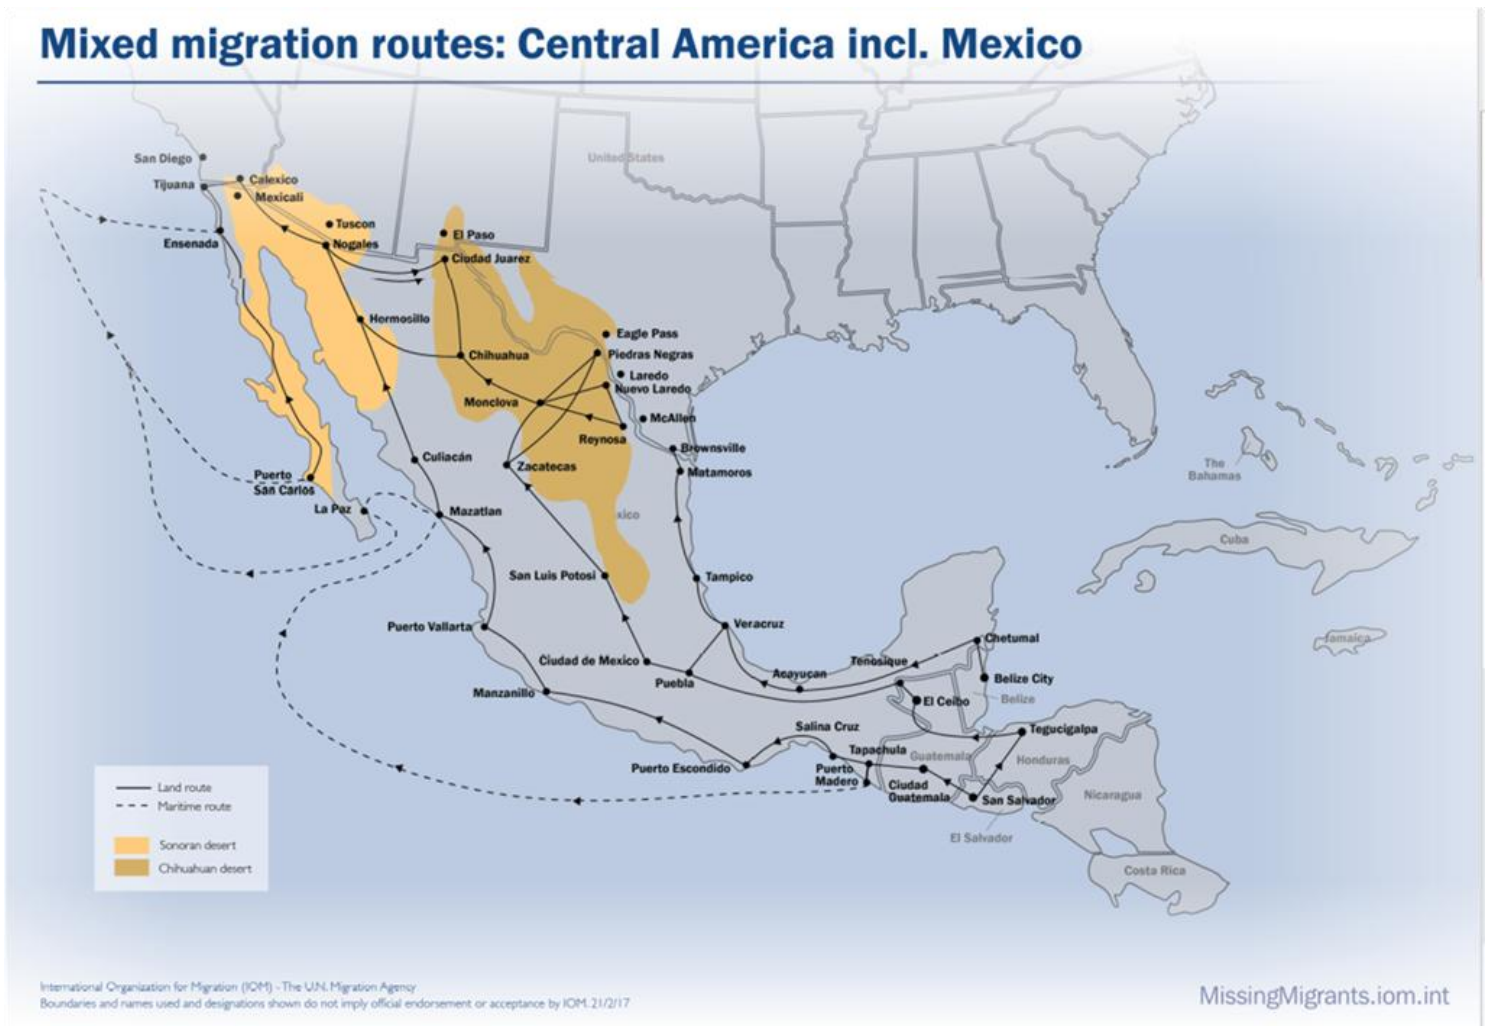 Mixed migration routes: Central America incl. Mexico
United States
San Diego
Tijuana
Calexico
Mexicali
Tuscon
Ensenada
Nogales
El Paso
Ciudad Juarez
Hermosillo
Eagle Pass
Chihuahua
Piedras Negras
Laredo
Nuevo Laredo
Monclova
McAllen
Reynosa
Brownsville
Culiacán
Zacatecas
Matamoros
The
Bahamas
Puerto
San Carlos
La Paz
Mazatlan
xico
Cuba
San Luis Potosi
Tampico
Puerto Vallarta
Veracruz
Chetumal
Jamaica
Ciudad de Mexico
Tenosique
Puebla
Acayucan
Belize City
Manzanillo
El Ceibo
Belize
Salina Cruz
Tegucigalpa
Tapachula
Guatemala
Honduras
Puerto Escondido
Puerto
Madero
Ciudad
Guatemala
San Salvador
Nicaragua
El Salvador
Costa Rica
Land route
Maritime route
Sonoran desert
Chihuahuan desert
International Organization for Migration (IOM) - The U.N. Migration Agency
Boundaries and names used and designations shown do not imply official endorsement or acceptance by IOM. 21/2/17
MissingMigrants.iom.int